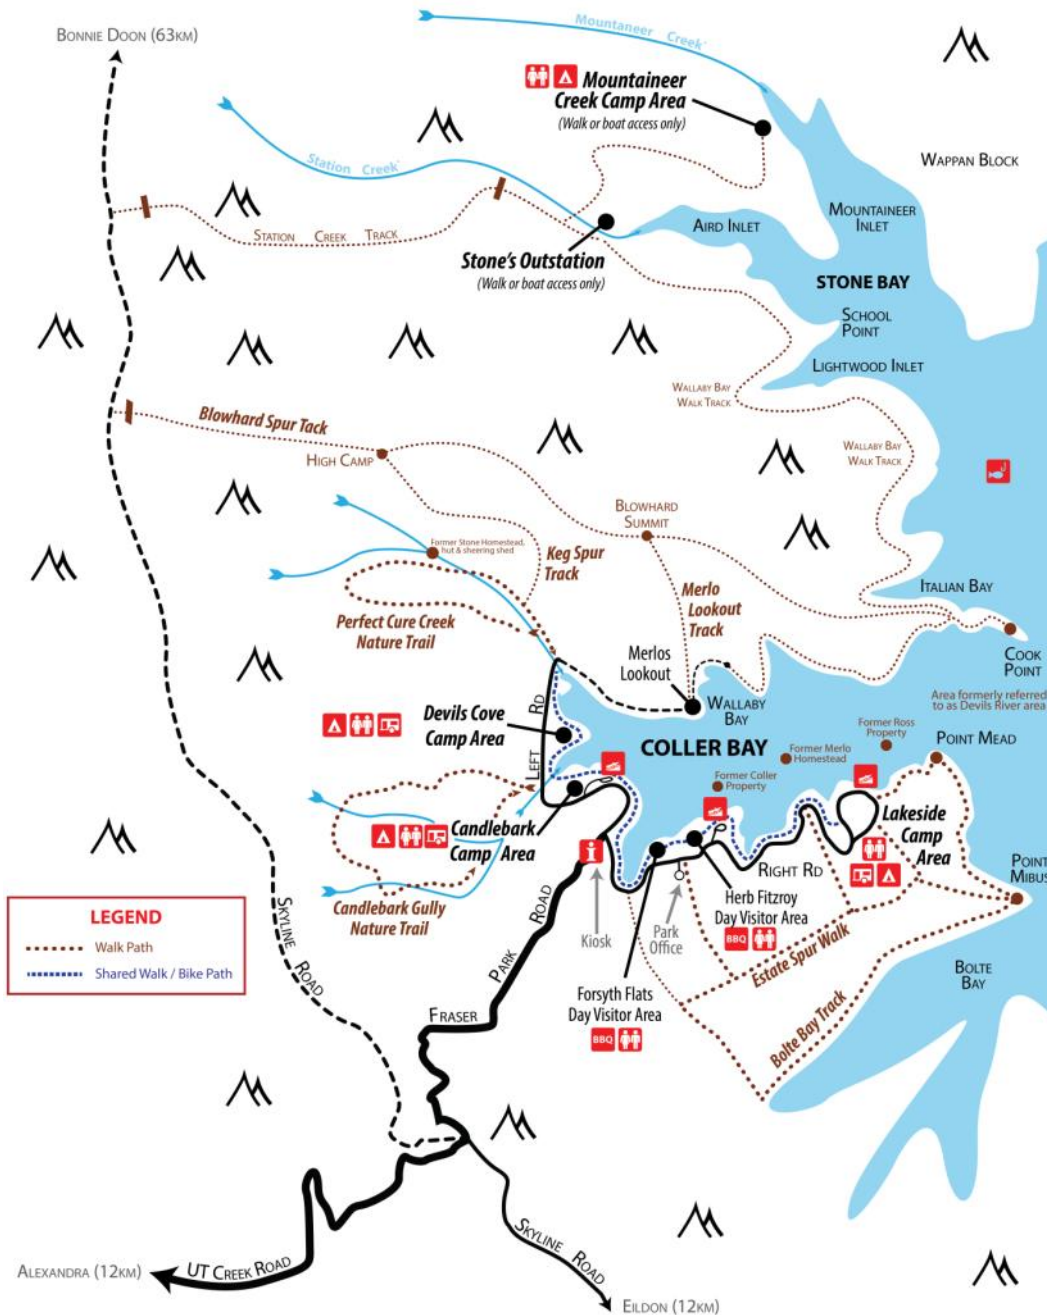 Mountaneer Creek
BONNIE DOON (63KM)
Mountaineer
Creek Camp Area
(Walk or boat access only)
WAPPAN BLOCK
Station Creek
MOUNTAINEER
INLET
AIRD INLET
STATION CREEK TRACK
Stone's Outstation
(Walk or boat access only)
STONE BAY
SCHOOL
POINT
LIGHTWOOD INLET
WALLABY BAY
WALK TRACK
Blowhard Spur Tack
WALLABY BAY
WALK TRACK
HIGH CAMP
BLOWHARD
SUMMIT
Former Stone Homestead,
hut & sheering shed
Keg Spur
Track
Merlo
Lookout
Track
ITALIAN BAY
Perfect Cure Creek
Nature Trail
Merlos
Lookout
COOK
POINT
Area formerly referred
to as Devils River area
WALLABY
BAY
Devils Cove
Camp Area
LEFT RD
Former Ross
Property
POINT MEAD
COLLER BAY
Former Merlo
Homestead
Former Coller
Property
Lakeside
Camp
Area
Candlebark
Camp Area
i
RIGHT RD
POINT
MIBUS
Herb Fitzroy
Day Visitor Area
BBQ
Candlebark Gully
Nature Trail
Kiosk
Park
Office
Estate Spur Walk
LEGEND
Walk Path
Shared Walk / Bike Path
SKYLINE ROAD
FRASER PARK ROAD
Forsyth Flats
Day Visitor Area
BBQ
BOLTE
BAY
Bolte Bay Track
SKYLINE ROAD
ALEXANDRA (12KM)
UT CREEK ROAD
EILDON (12KM)